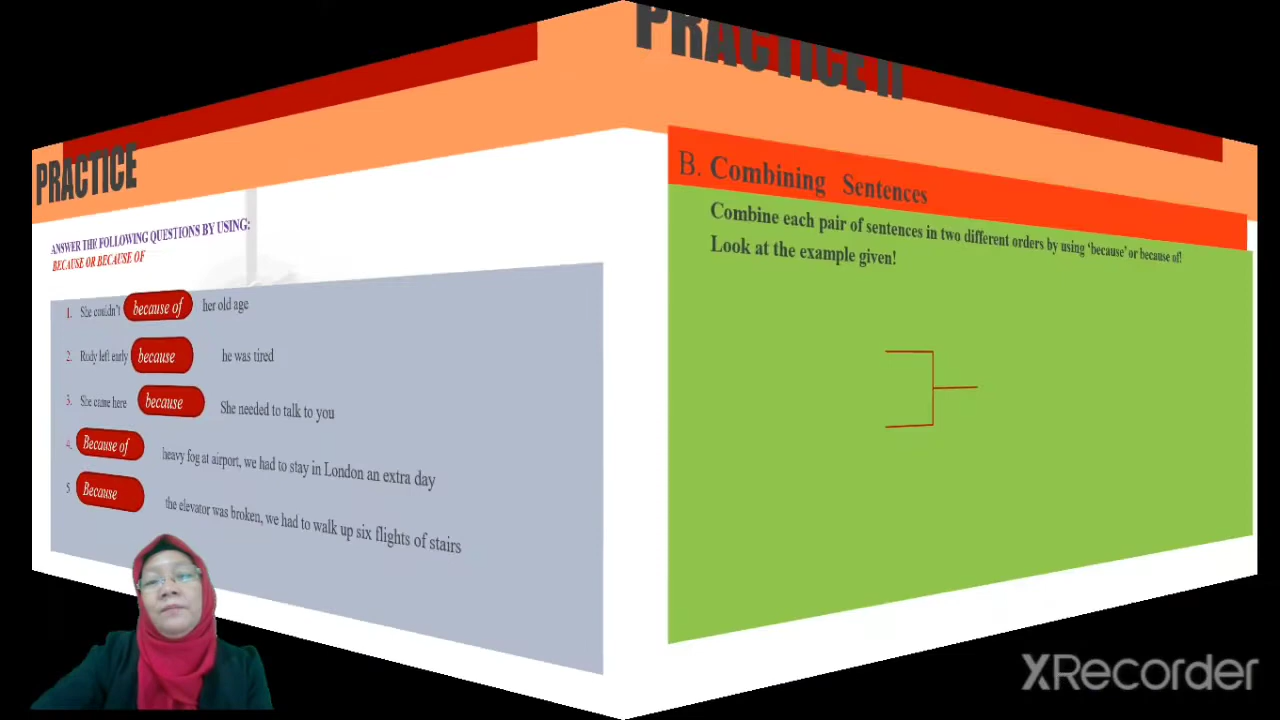 PRACTICE
ANSWER THE FOLLOWING QUESTIONS BY USING:
BECAUSE OR BECAUSE OF
1. She couldn't because of her old age
2. Rudy left early because he was tired
3. She came here because She needed to talk to you
4. Because of heavy fog at airport, we had to stay in London an extra day
5 Because the elevator was broken, we had to walk up six flights of stairs
PRACTICE II
B. Combining Sentences
Combine each pair of sentences in two different orders by using 'because' or because of!
Look at the example given!
XRecorder